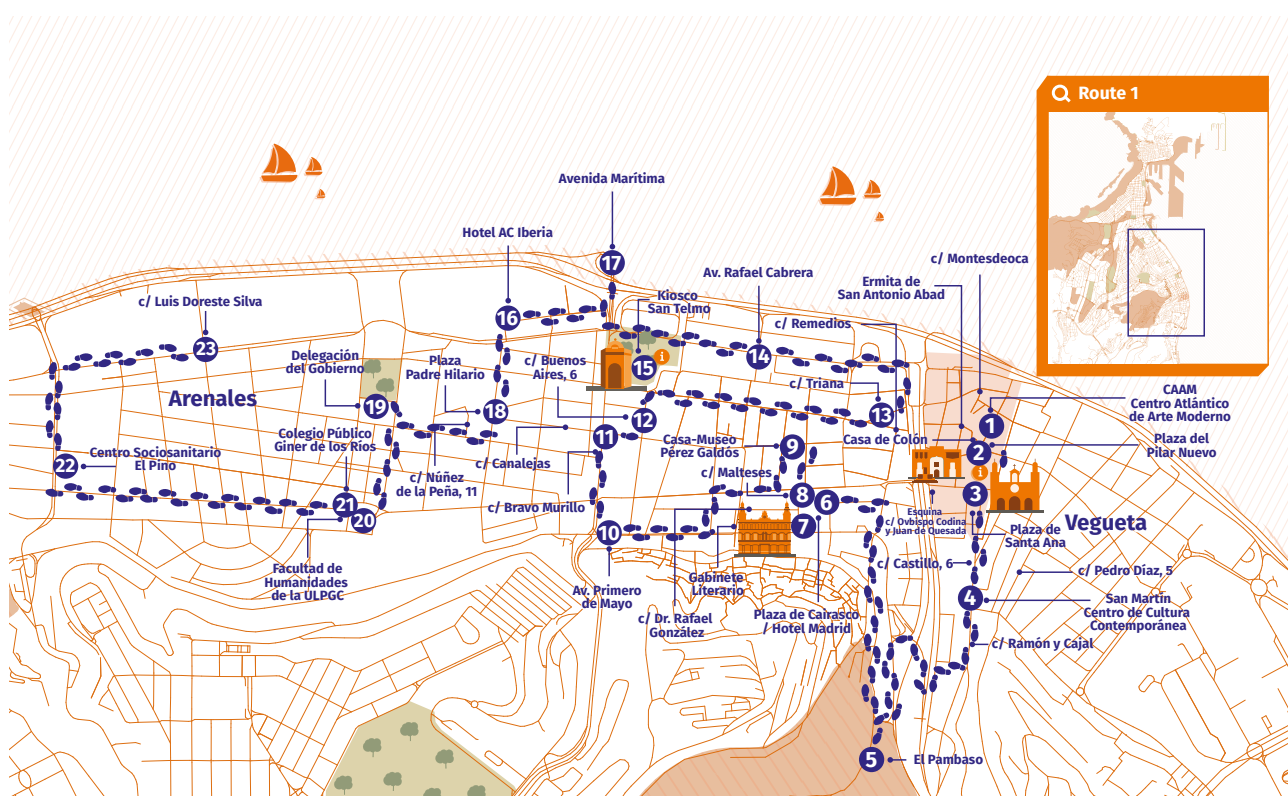 Route 1
Avenida Marítima
Hotel AC Iberia
17
c/ Montesdeoca
Av. Rafael Cabrera
Ermita de
San Antonio Abad
c/ Luis Doreste Silva
Kiosco
San Telmo
16
c/ Remedios
23
Delegación
del Gobierno
Plaza
Padre Hilario
c/ Buenos
Aires, 6
15
i
14
c/ Triana
Arenales
19
18
12
13
CAAM
Centro Atlántico
de Arte Moderno
1
Colegio Público
Giner de los Ríos
11
Casa-Museo
Pérez Galdós
9
Casa de Colón
2
Plaza del
Pilar Nuevo
22
Centro Sociosanitario
El Pino
c/ Canalejas
c/ Núñez
de la Peña, 11
c/ Malteses
i
21
20
c/ Bravo Murillo
8
6
3
Esquina
c/ Ovbispo Codina
y Juan de Quesada
Vegueta
10
7
Plaza de
Santa Ana
Facultad de
Humanidades
de la ULPGC
c/ Castillo, 6
c/ Pedro Díaz, 5
Av. Primero
de Mayo
Gabinete
Literario
4
San Martín
Centro de Cultura
Contemporánea
c/ Dr. Rafael
González
Plaza de Cairasco
/ Hotel Madrid
c/ Ramón y Cajal
5
El Pambaso